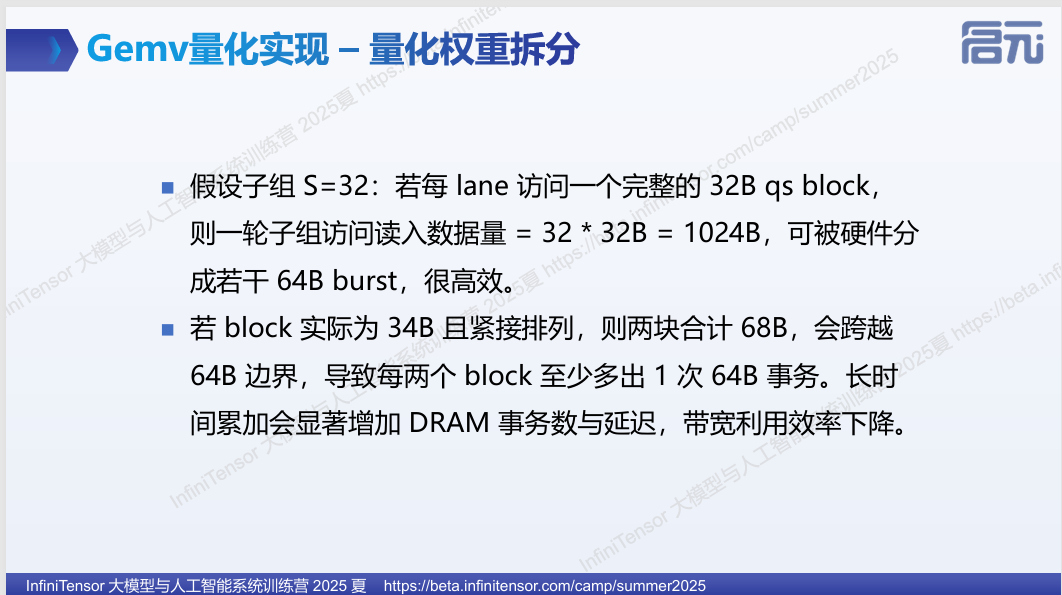 Gemv量化实现 – 量化权重拆分
启元
假设子组 S=32：若每 lane 访问一个完整的 32B qs block，
则一轮子组访问读入数据量 = 32 * 32B = 1024B，可被硬件分
成若干 64B burst，很高效。
若 block 实际为 34B 且紧接排列，则两块合计 68B，会跨越
64B 边界，导致每两个 block 至少多出 1 次 64B 事务。长时
间累加会显著增加 DRAM 事务数与延迟，带宽利用效率下降。
InfiniTensor 大模型与人工智能系统训练营 2025 夏 https://beta.infinitensor.com/camp/summer2025